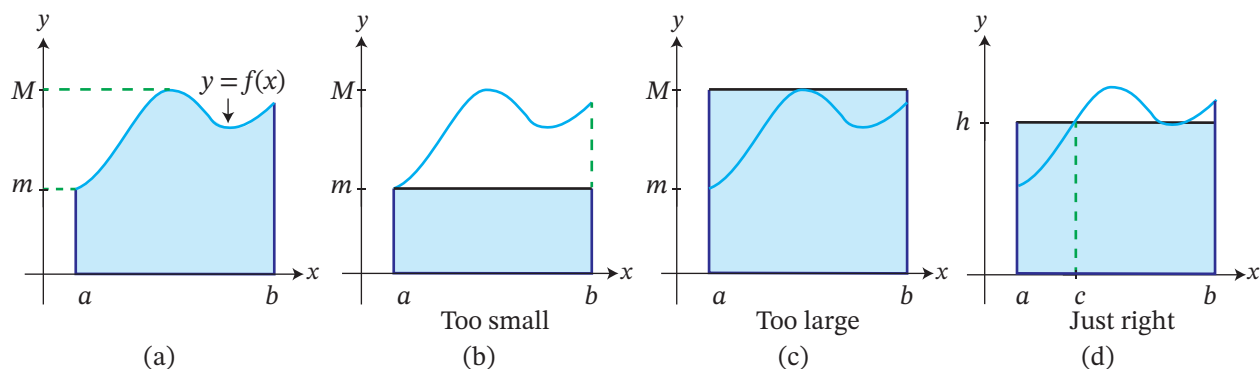 y
M
y = f(x)
m
a
b
x
(a)
y
M
m
a
b
x
Too small
(b)
y
M
m
a
b
x
Too large
(c)
y
h
a
c
b
x
Just right
(d)